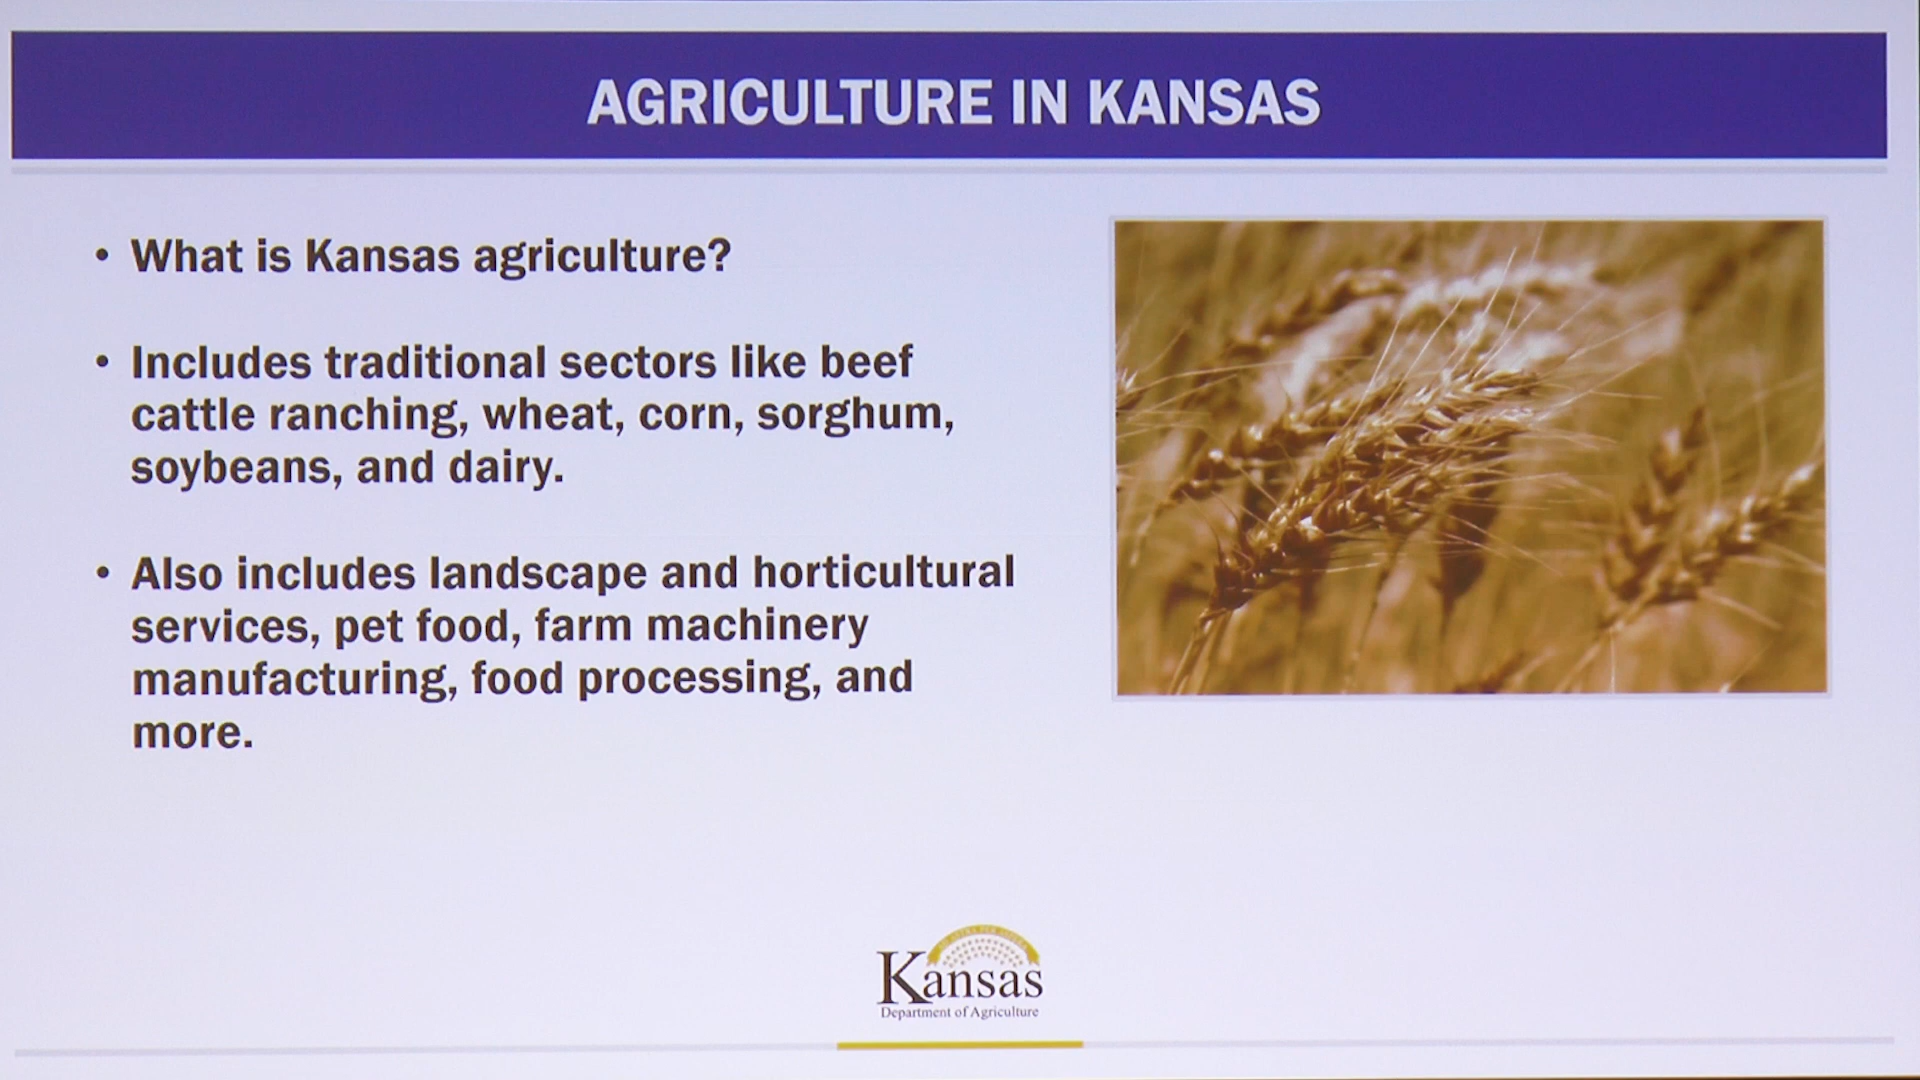 AGRICULTURE IN KANSAS
• What is Kansas agriculture?
• Includes traditional sectors like beef
cattle ranching, wheat, corn, sorghum,
soybeans, and dairy.
• Also includes landscape and horticultural
services, pet food, farm machinery
manufacturing, food processing, and
more.
Kansas
Department of Agriculture